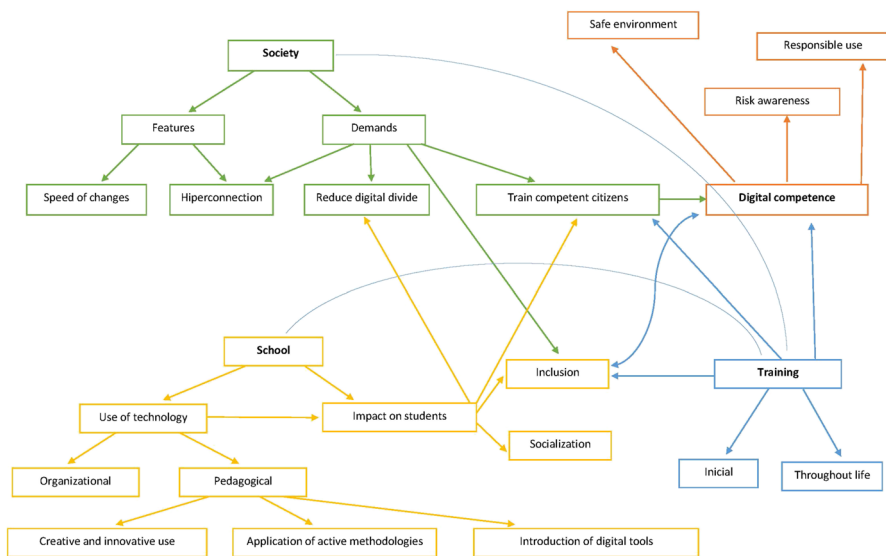 Safe environment
Responsible use
Society
Risk awareness
Features
Demands
Speed of changes
Hiperconnection
Reduce digital divide
Train competent citizens
Digital competence
School
Inclusion
Training
Use of technology
Impact on students
Socialization
Organizational
Pedagogical
Inicial
Throughout life
Creative and innovative use
Application of active methodologies
Introduction of digital tools